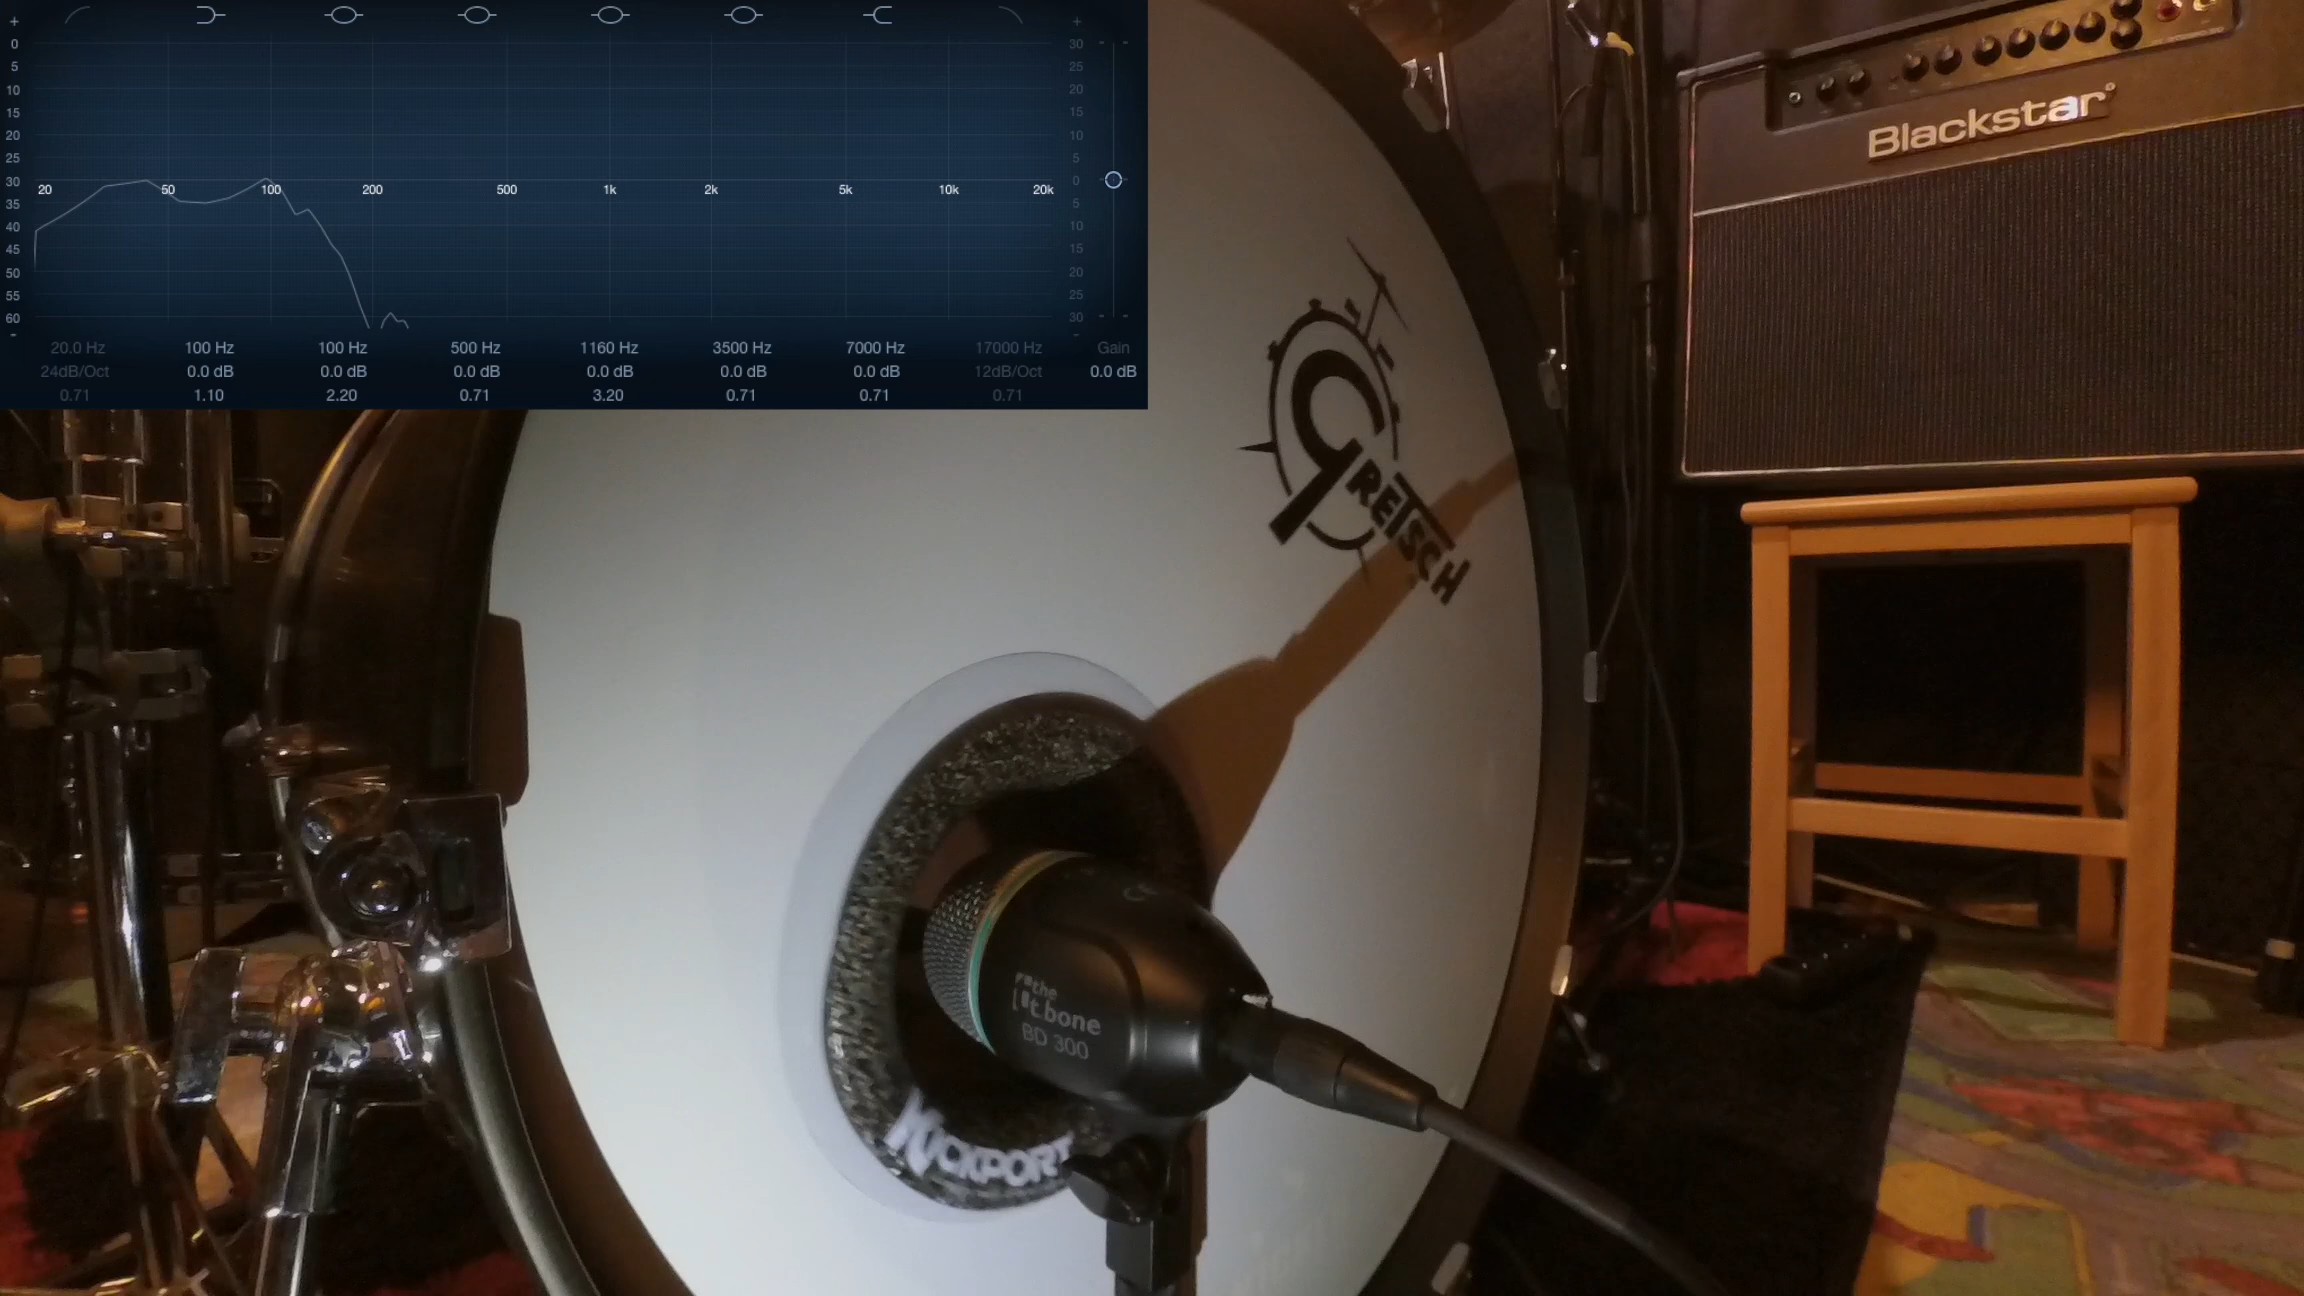 + +
0 30
5 25
10 20
15 15
20 10
25 5
30 20 50 100 200 500 1k 2k 5k 10k 20k 0
35 5
40 10
45 15
50 20
55 25
60 30
- -
20.0 Hz 100 Hz 100 Hz 500 Hz 1160 Hz 3500 Hz 7000 Hz 17000 Hz Gain
24dB/Oct 0.0 dB 0.0 dB 0.0 dB 0.0 dB 0.0 dB 0.0 dB 12dB/Oct 0.0 dB
0.71 1.10 2.20 0.71 3.20 0.71 0.71 0.71
Blackstar
GRETSCH
the
t.bone
BD 300
KICKPORT